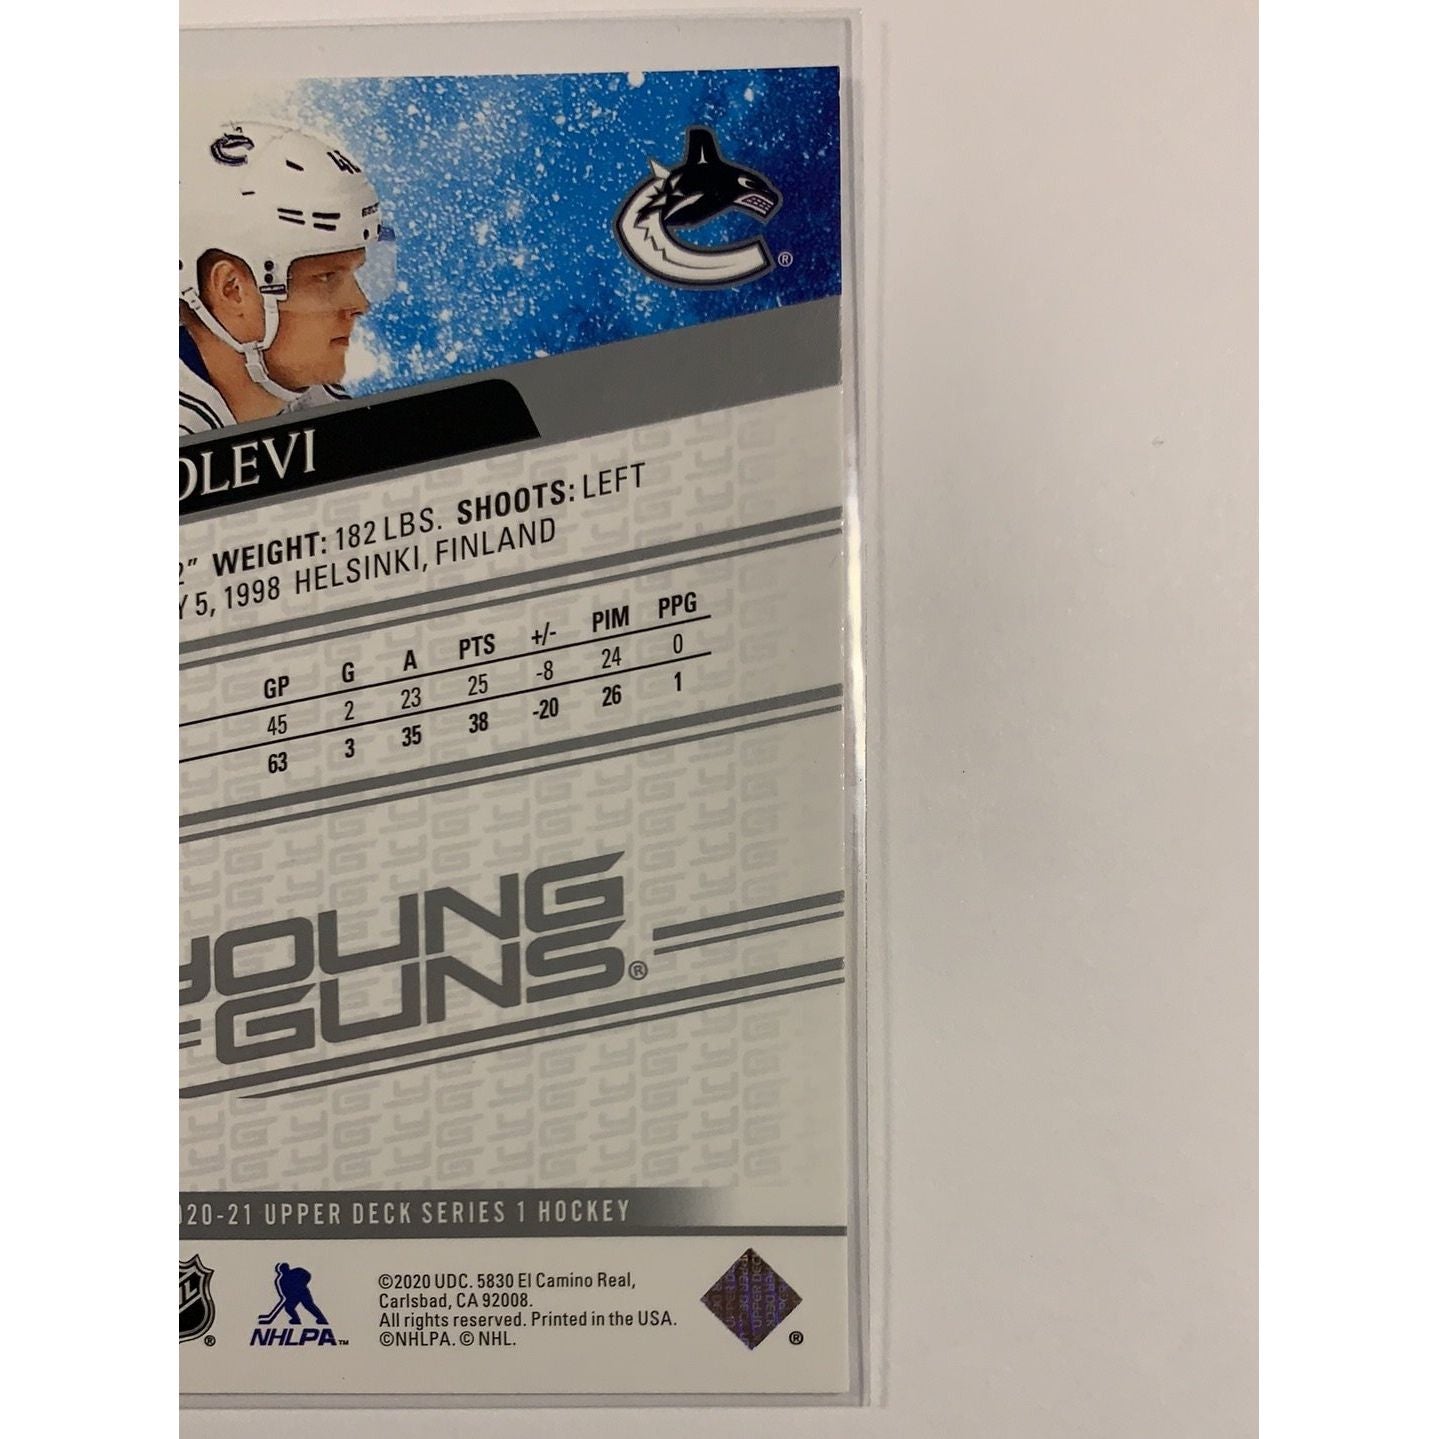 OLEVI
2" WEIGHT: 182 LBS. SHOOTS: LEFT
Y 5, 1998 HELSINKI, FINLAND
GP G A PTS +/- PIM PPG
45 2 23 25 -8 24 0
63 3 35 38 -20 26 1
YOUNG
GUNS®
020-21 UPPER DECK SERIES 1 HOCKEY
NHLPA™
©2020 UDC. 5830 El Camino Real,
Carlsbad, CA 92008.
All rights reserved. Printed in the USA.
©NHLPA. © NHL.